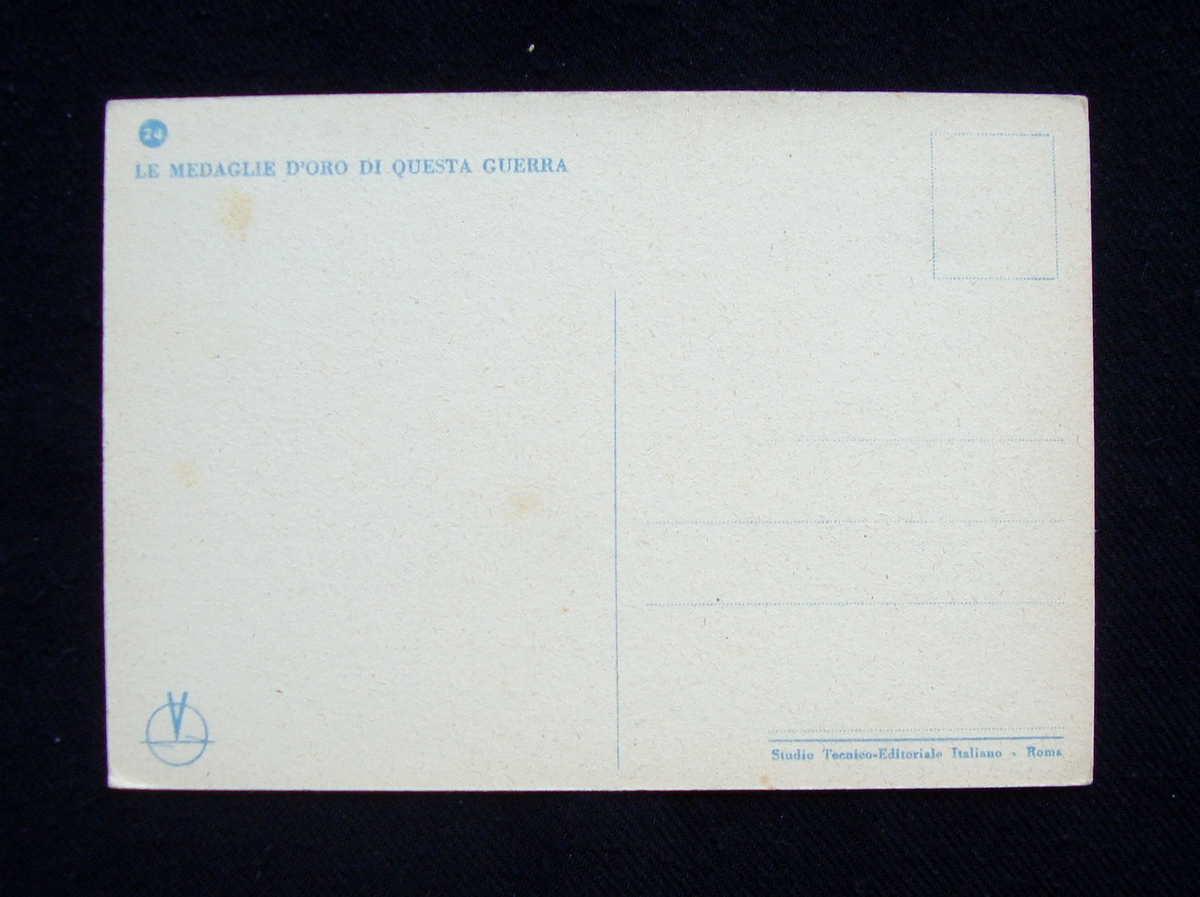 24
LE MEDAGLIE D'ORO DI QUESTA GUERRA
V
Studio Tecnico-Editoriale Italiano - Roma